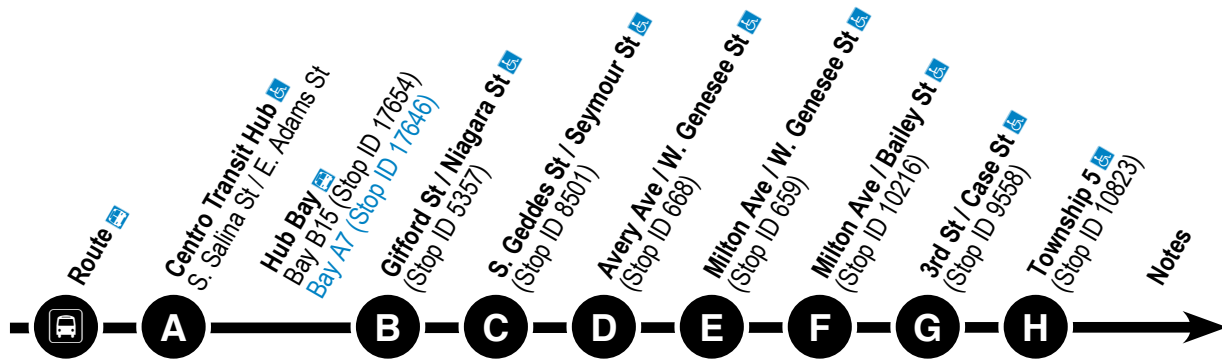 Route
Centro Transit Hub
S. Salina St / E. Adams St
Hub Bay
Bay B15 (Stop ID 17654)
Bay A7 (Stop ID 17646)
Gifford St / Niagara St
(Stop ID 5357)
S. Geddes St / Seymour St
(Stop ID 8501)
Avery Ave / W. Genesee St
(Stop ID 668)
Milton Ave / W. Genesee St
(Stop ID 659)
Milton Ave / Bailey St
(Stop ID 10216)
3rd St / Case St
(Stop ID 9558)
Township 5
(Stop ID 10823)
Notes
A B C D E F G H